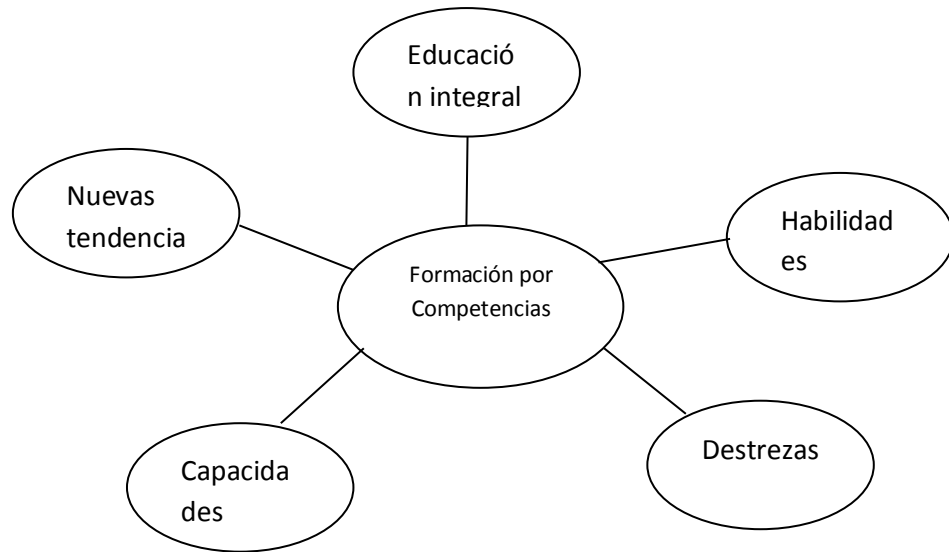 Educació
n integral
Nuevas
tendencia
Habilidad
es
Formación por
Competencias
Capacida
des
Destrezas